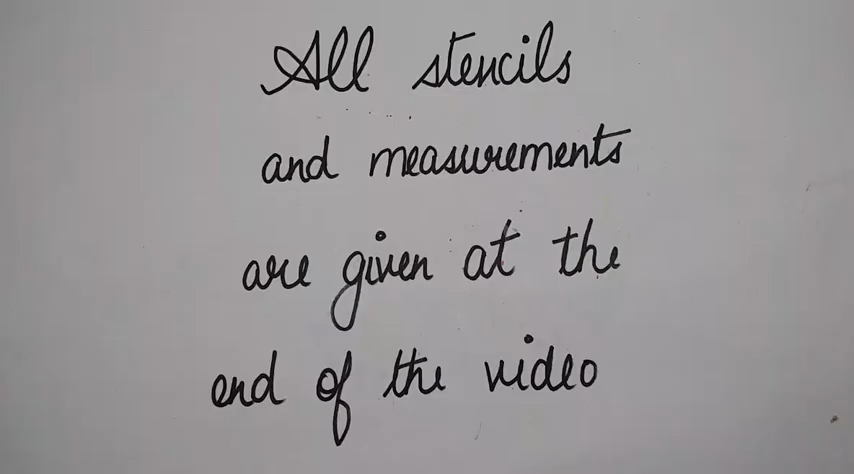 All stencils
and measurements
are given at the
end of the video